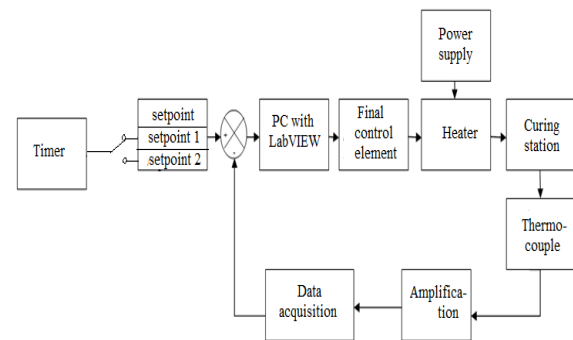 Power
supply
setpoint
setpoint 1
setpoint 2
Timer
+
-
PC with
LabVIEW
Final
control
element
Heater
Curing
station
Thermo-
couple
Amplifica-
tion
Data
acquisition